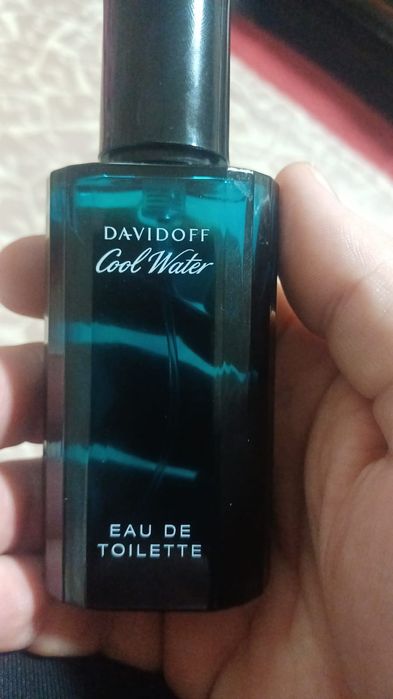 DAVIDOFF
Cool Water
EAU DE
TOILETTE